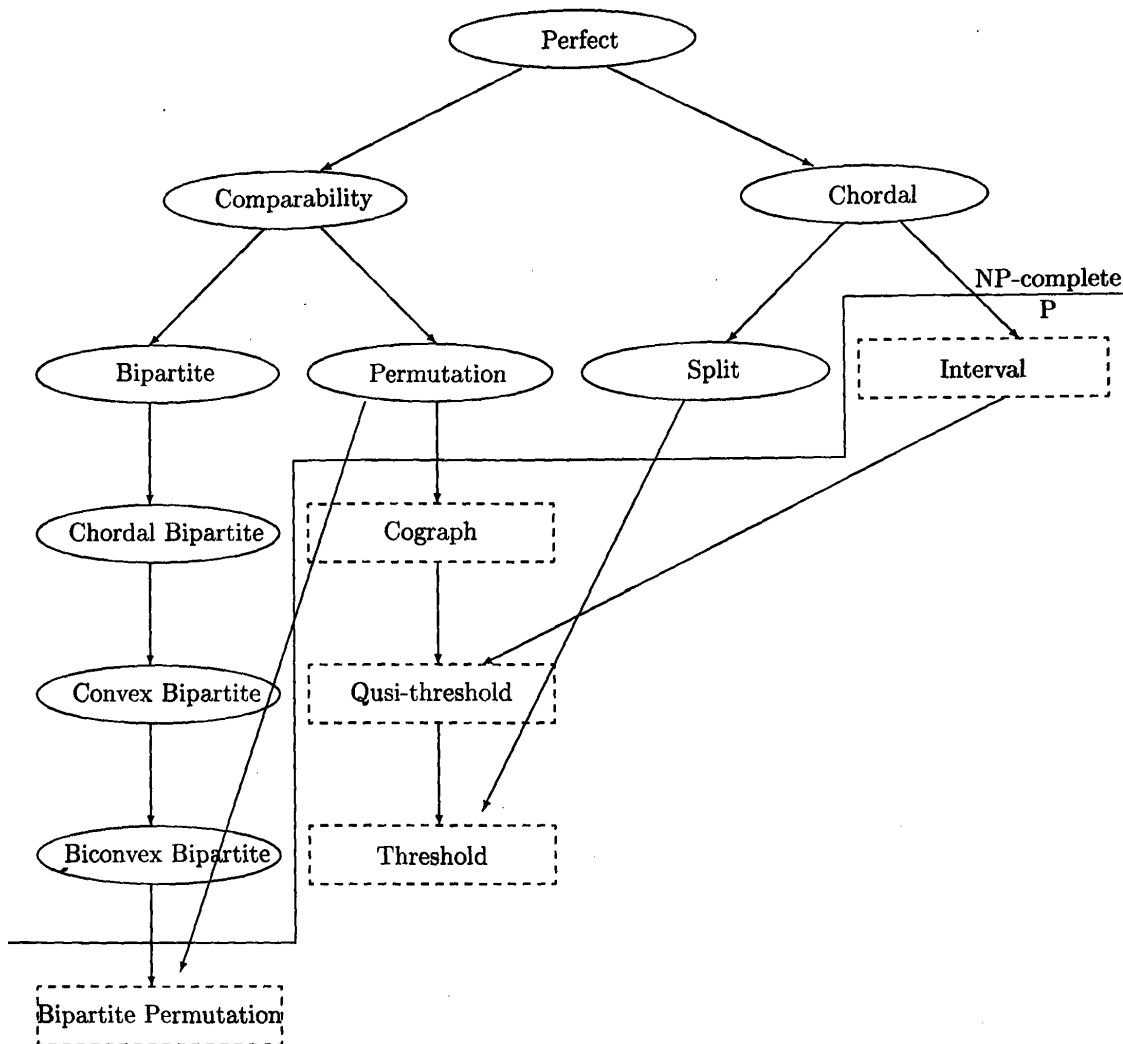 Perfect
Comparability
Chordal
NP-complete
P
Bipartite
Permutation
Split
Interval
Chordal Bipartite
Cograph
Convex Bipartite
Qusi-threshold
Biconvex Bipartite
Threshold
Bipartite Permutation